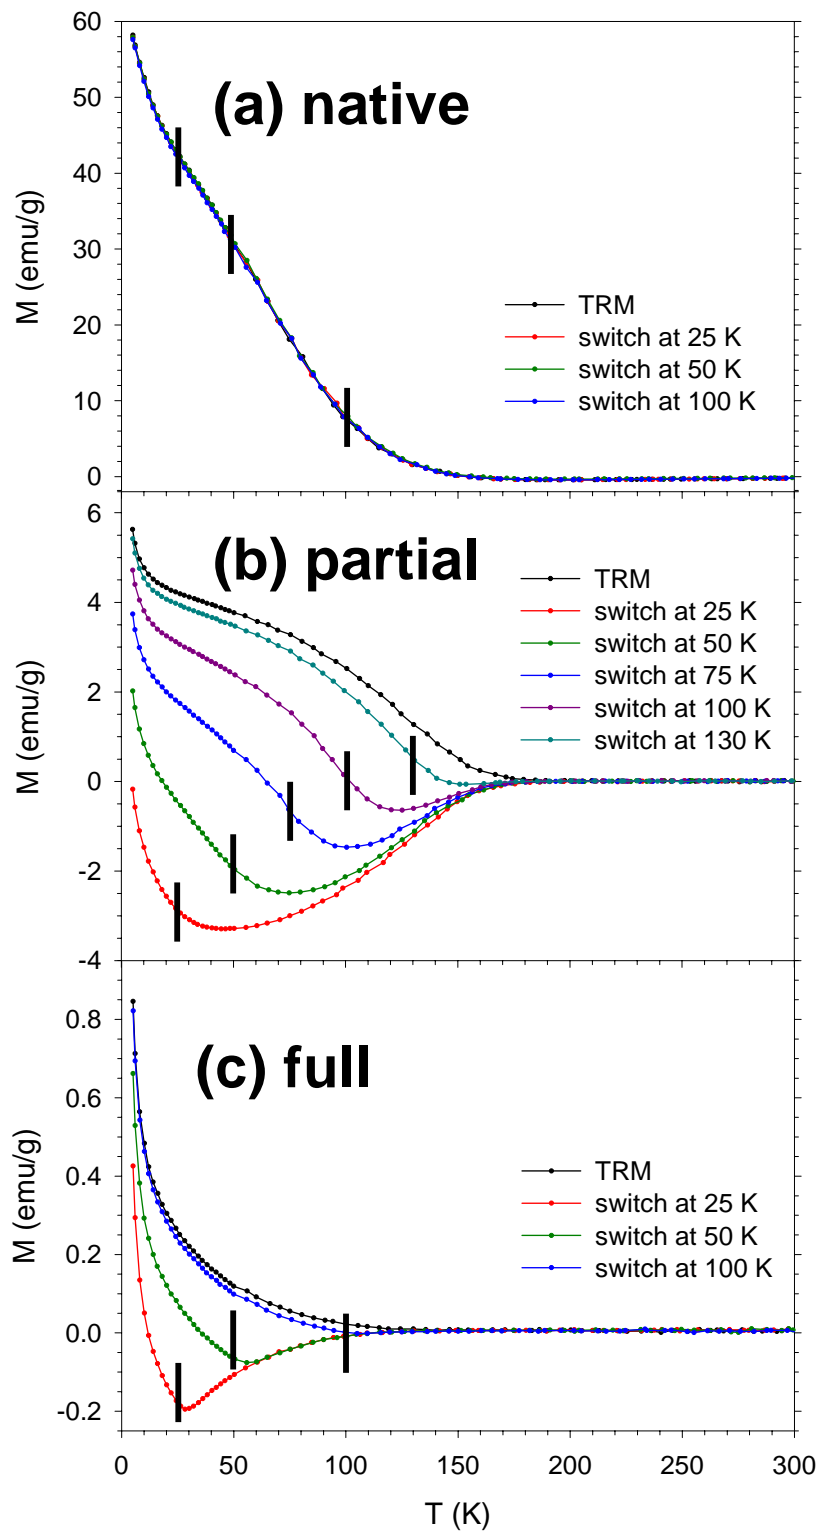 60
50
40
30
20
10
0
M (emu/g)
(a) native
TRM
switch at 25 K
switch at 50 K
switch at 100 K
6
4
2
0
-2
-4
M (emu/g)
(b) partial
TRM
switch at 25 K
switch at 50 K
switch at 75 K
switch at 100 K
switch at 130 K
0.8
0.6
0.4
0.2
0.0
-0.2
M (emu/g)
(c) full
TRM
switch at 25 K
switch at 50 K
switch at 100 K
0 50 100 150 200 250 300
T (K)